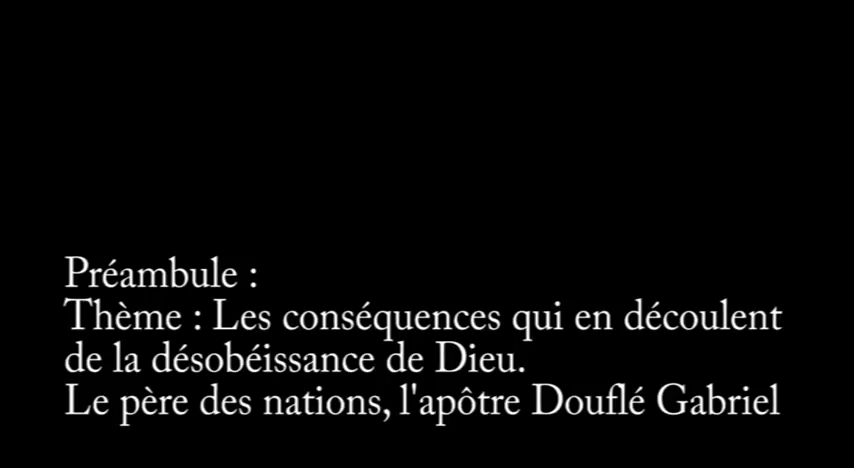 Préambule :
Thème : Les conséquences qui en découlent
de la désobéissance de Dieu.
Le père des nations, l'apôtre Douflé Gabriel